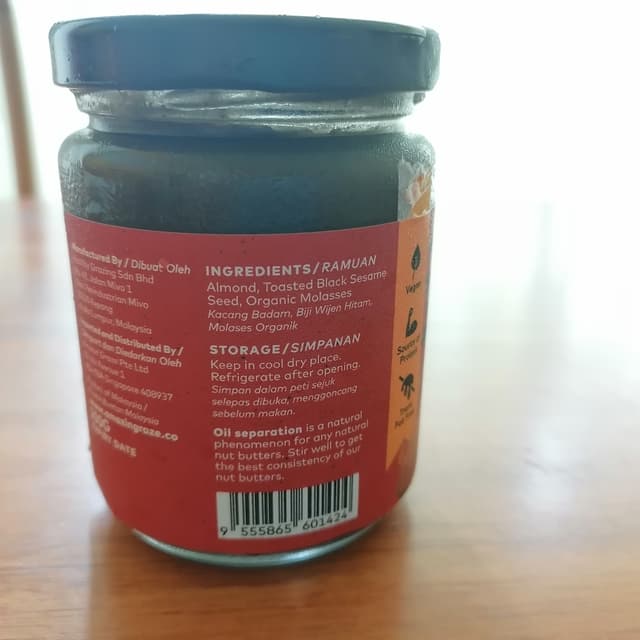 Manufactured By / Dibuat Oleh
Grazing Sdn Bhd
Jalan Mivo 1
Mivo
Malaysia
and Distributed By /
dan Diedarkan Oleh
Pte Ltd
Singapore 408937
Malaysia /
Malaysia
DATE
INGREDIENTS / RAMUAN
Almond, Toasted Black Sesame
Seed, Organic Molasses
Kacang Badam, Biji Wijen Hitam,
Molases Organik
STORAGE / SIMPANAN
Keep in cool dry place.
Refrigerate after opening.
Simpan dalam peti sejuk
selepas dibuka, menggoncang
sebelum makan.
Oil separation is a natural
phenomenon for any natural
nut butters. Stir well to get
the best consistency of our
nut butters.
9 555865 601424
Vegan
Source of
Protein